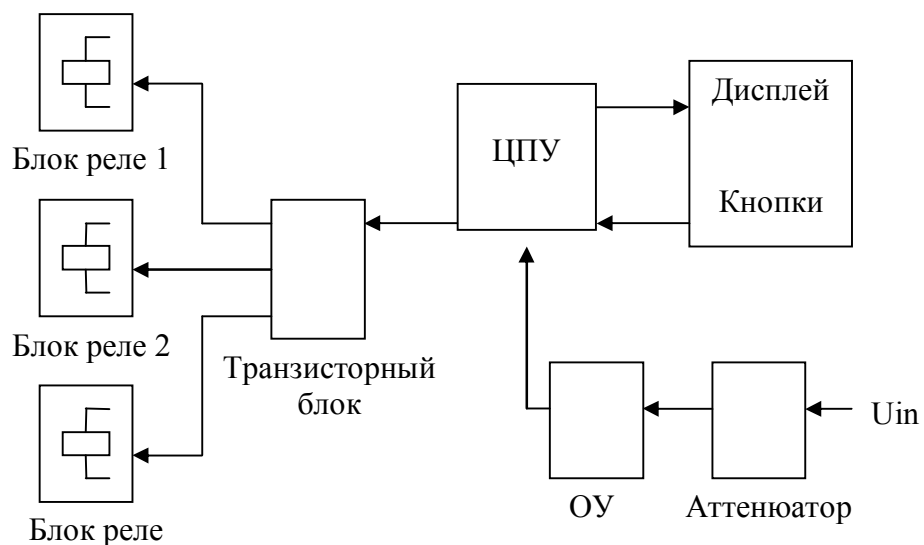 Дисплей
ЦПУ
Кнопки
Блок реле 1
Блок реле 2
Транзисторный
блок
Uin
ОУ
Аттенюатор
Блок реле